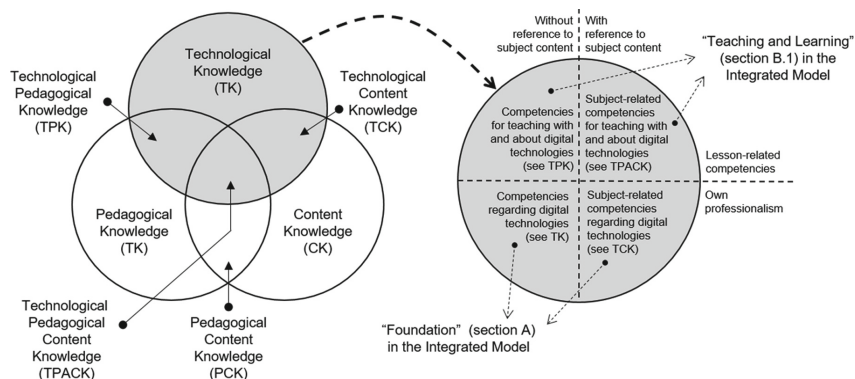 Technological
Knowledge
(TK)
Technological
Pedagogical
Knowledge
(TPK)
Technological
Content
Knowledge
(TCK)
Pedagogical
Knowledge
(TK)
Content
Knowledge
(CK)
Technological
Pedagogical
Content
Knowledge
(TPACK)
Pedagogical
Content
Knowledge
(PCK)
Without
reference to
subject content
With
reference to
subject content
"Teaching and Learning"
(section B.1) in the
Integrated Model
Competencies
for teaching with
and about digital
technologies
(see TPK)
Subject-related
competencies
for teaching with
and about digital
technologies
(see TPACK)
Lesson-related
competencies
Own
professionalism
Competencies
regarding digital
technologies
(see TK)
Subject-related
competencies
regarding digital
technologies
(see TCK)
"Foundation" (section A)
in the Integrated Model